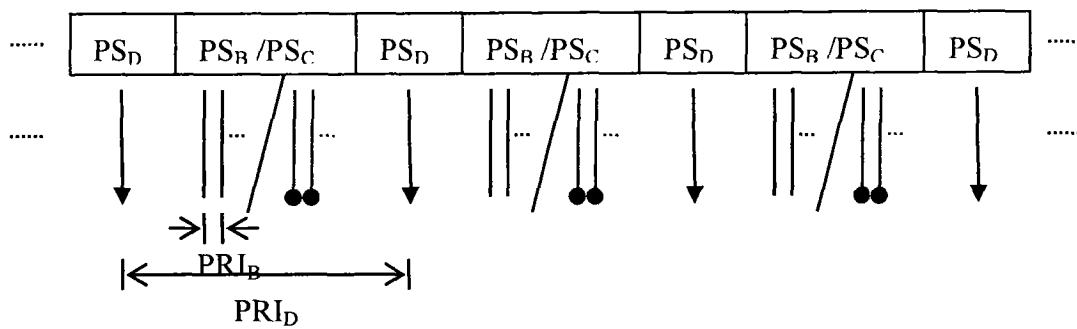 ...... PS_D PS_B /PS_C PS_D PS_B /PS_C PS_D PS_B /PS_C PS_D ......
...... ... ... ... ... ... ... ......
PRI_B
PRI_D